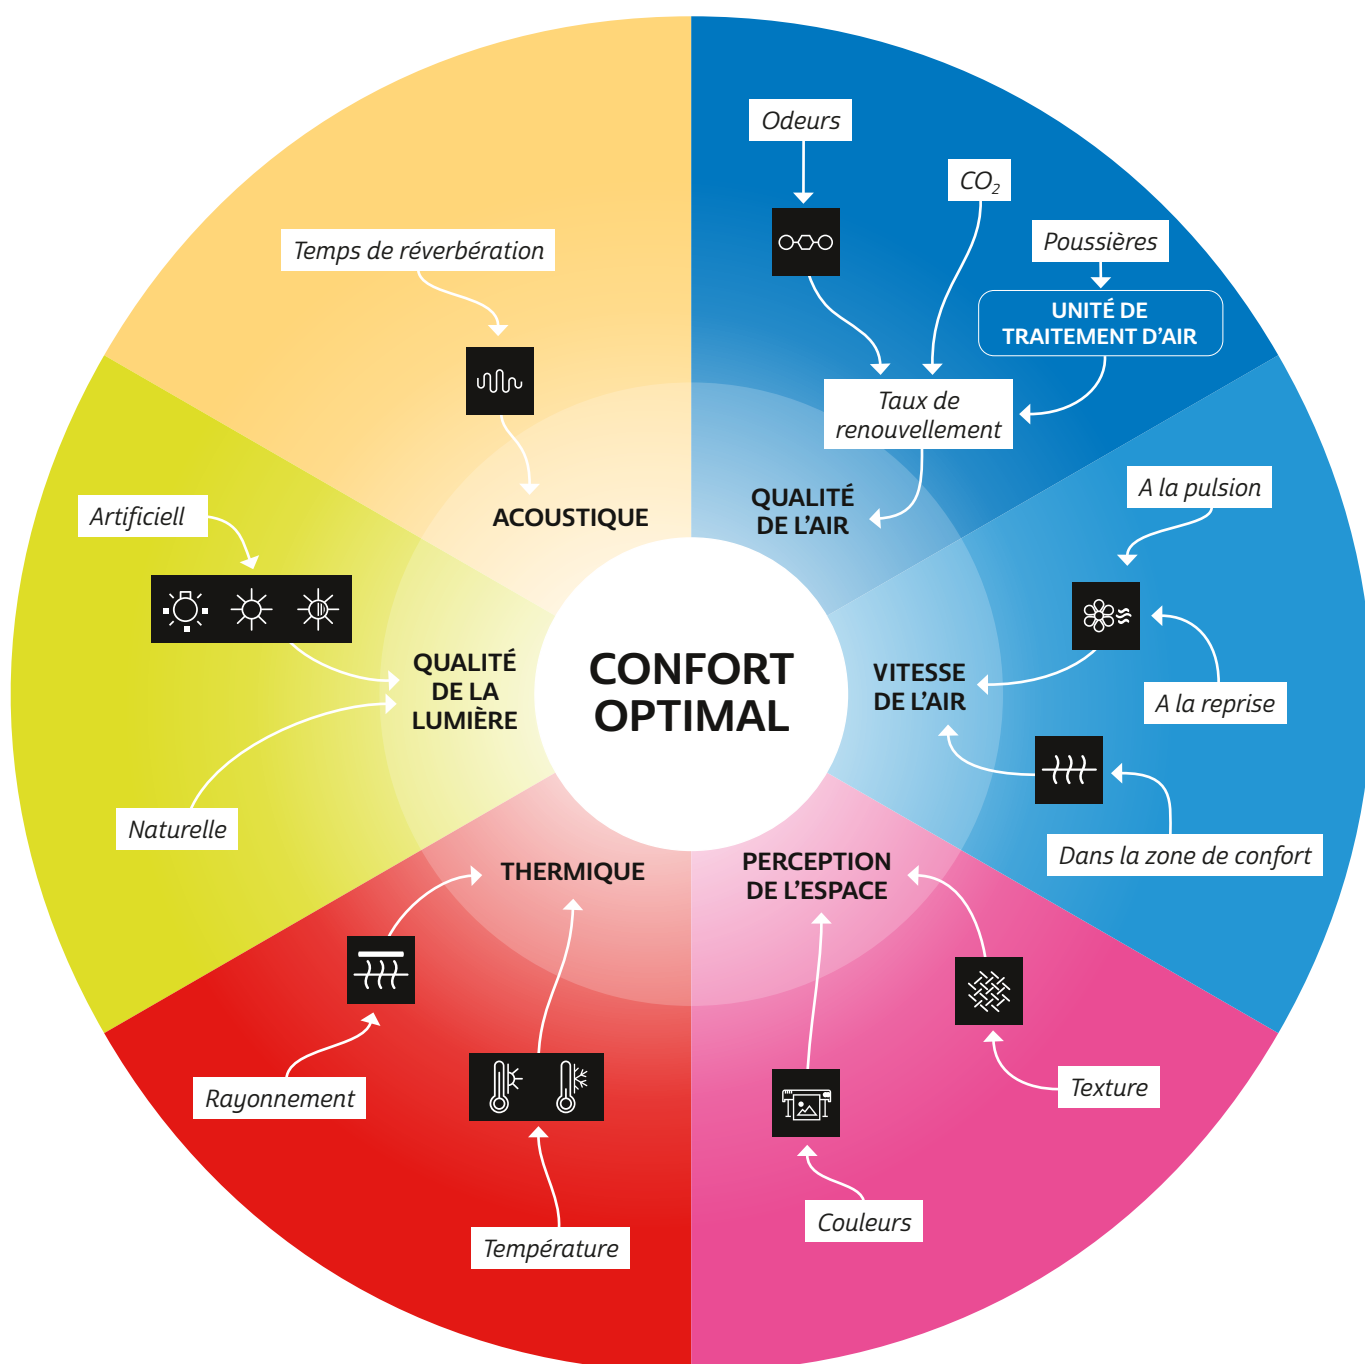 Odeurs
CO₂
Poussières
UNITÉ DE
TRAITEMENT D'AIR
Taux de
renouvellement
QUALITÉ
DE L'AIR
A la pulsion
A la reprise
VITESSE
DE L'AIR
Dans la zone de confort
PERCEPTION
DE L'ESPACE
Texture
Couleurs
THERMIQUE
Rayonnement
Température
QUALITÉ
DE LA
LUMIÈRE
Artificiell
Naturelle
Temps de réverbération
ACOUSTIQUE
CONFORT
OPTIMAL